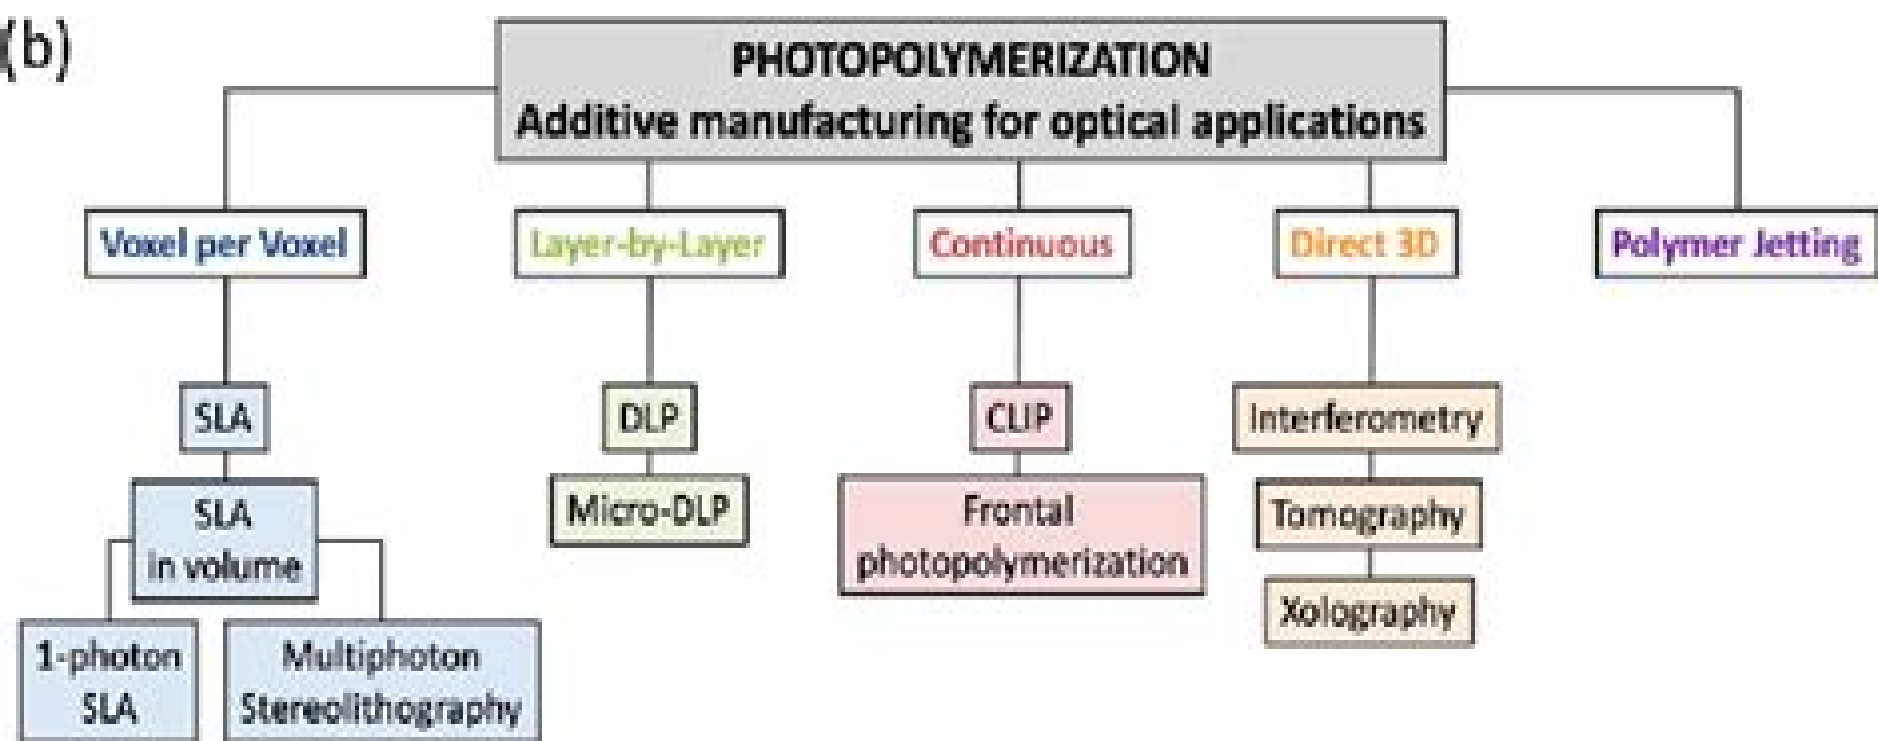 (b)
PHOTOPOLYMERIZATION
Additive manufacturing for optical applications
Voxel per Voxel
Layer-by-Layer
Continuous
Direct 3D
Polymer Jetting
SLA
DLP
CLIP
Interferometry
SLA
in volume
Micro-DLP
Frontal
photopolymerization
Tomography
Xolography
1-photon
SLA
Multiphoton
Stereolithography